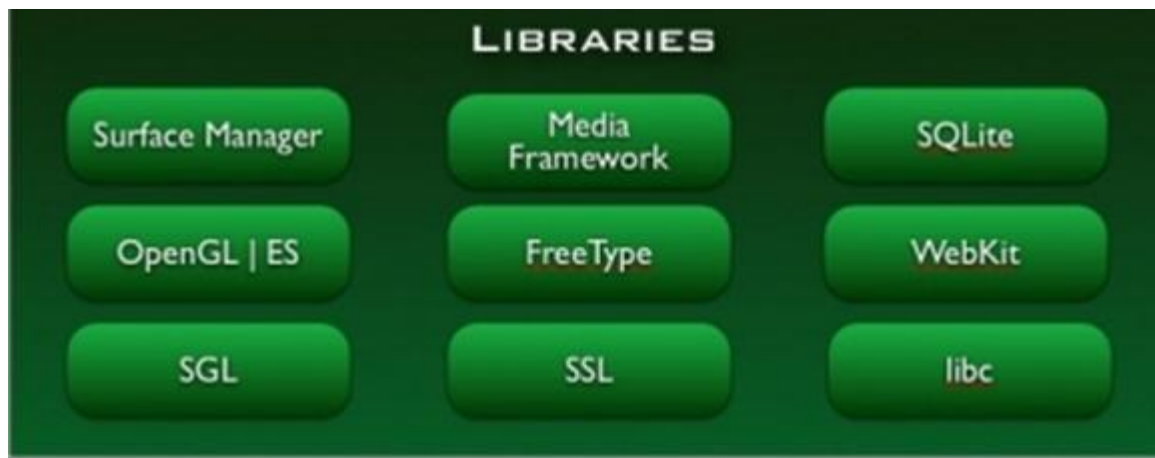 LIBRARIES
Surface Manager
Media
Framework
SQLite
OpenGL | ES
FreeType
WebKit
SGL
SSL
libc